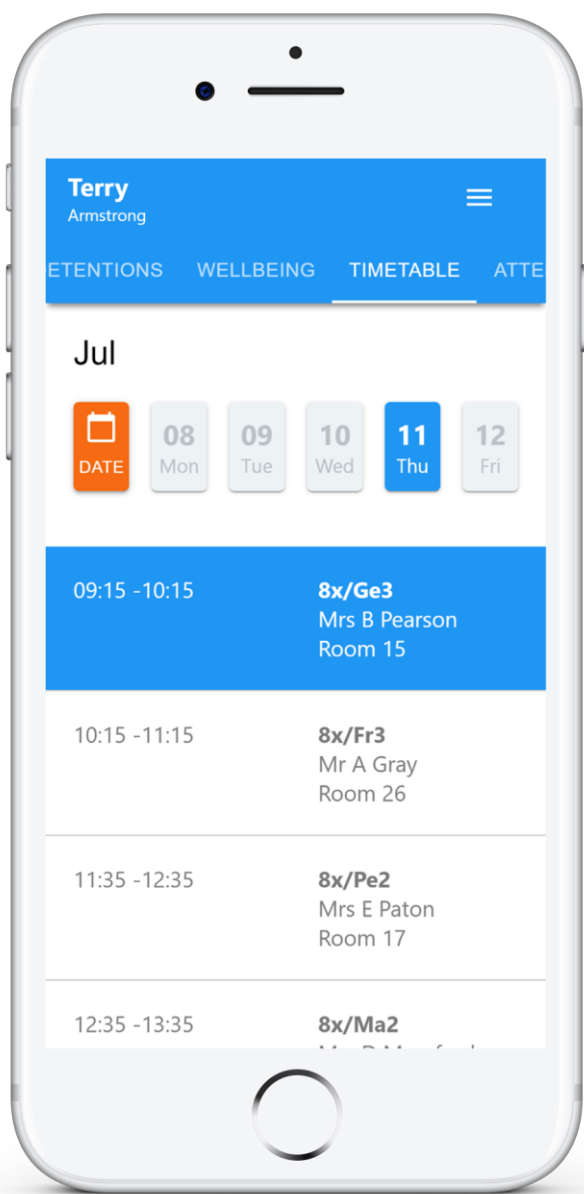 Terry
Armstrong
ETENTIONS WELLBEING TIMETABLE ATTE
Jul
08 09 10 11 12
DATE Mon Tue Wed Thu Fri
09:15 -10:15 8x/Ge3
Mrs B Pearson
Room 15
10:15 -11:15 8x/Fr3
Mr A Gray
Room 26
11:35 -12:35 8x/Pe2
Mrs E Paton
Room 17
12:35 -13:35 8x/Ma2